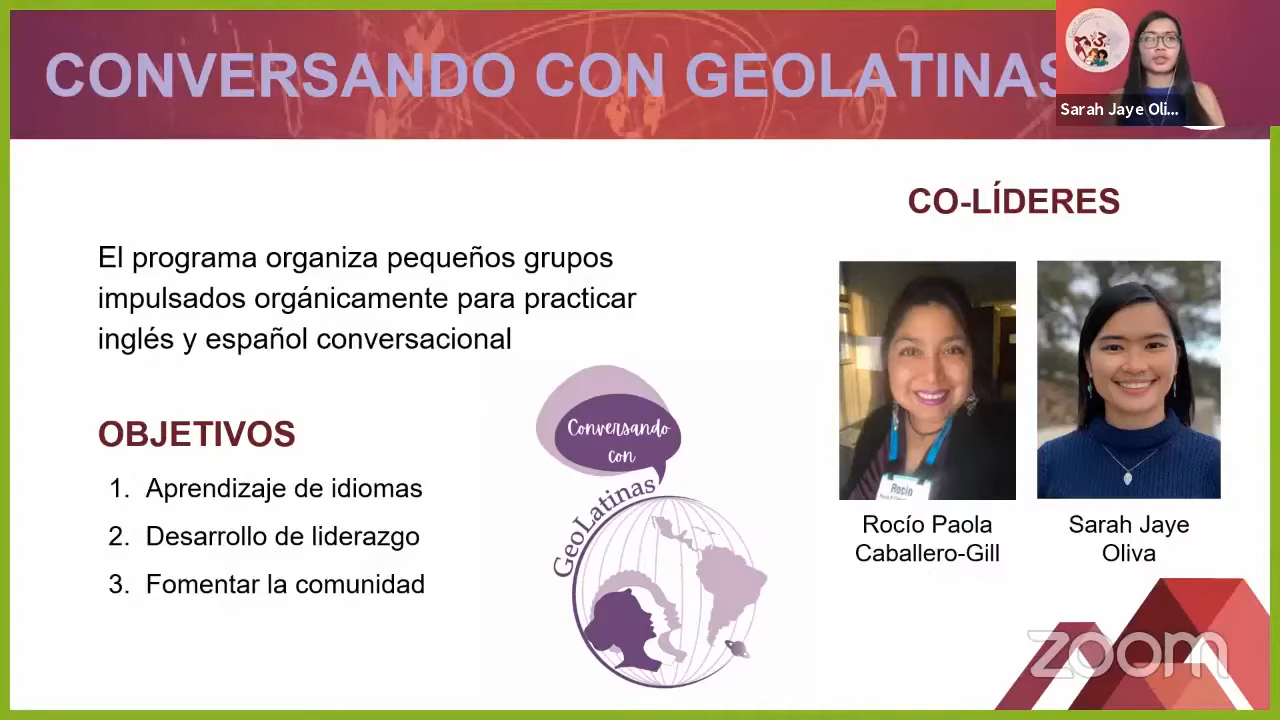 CONVERSANDO CON GEOLATINAS
Sarah Jaye Oli...
CO-LÍDERES
El programa organiza pequeños grupos
impulsados orgánicamente para practicar
inglés y español conversacional
OBJETIVOS
1. Aprendizaje de idiomas
2. Desarrollo de liderazgo
3. Fomentar la comunidad
Conversando
con
GeoLatinas
Rocío
Rocío Paola
Caballero-Gill
Sarah Jaye
Oliva
zoom